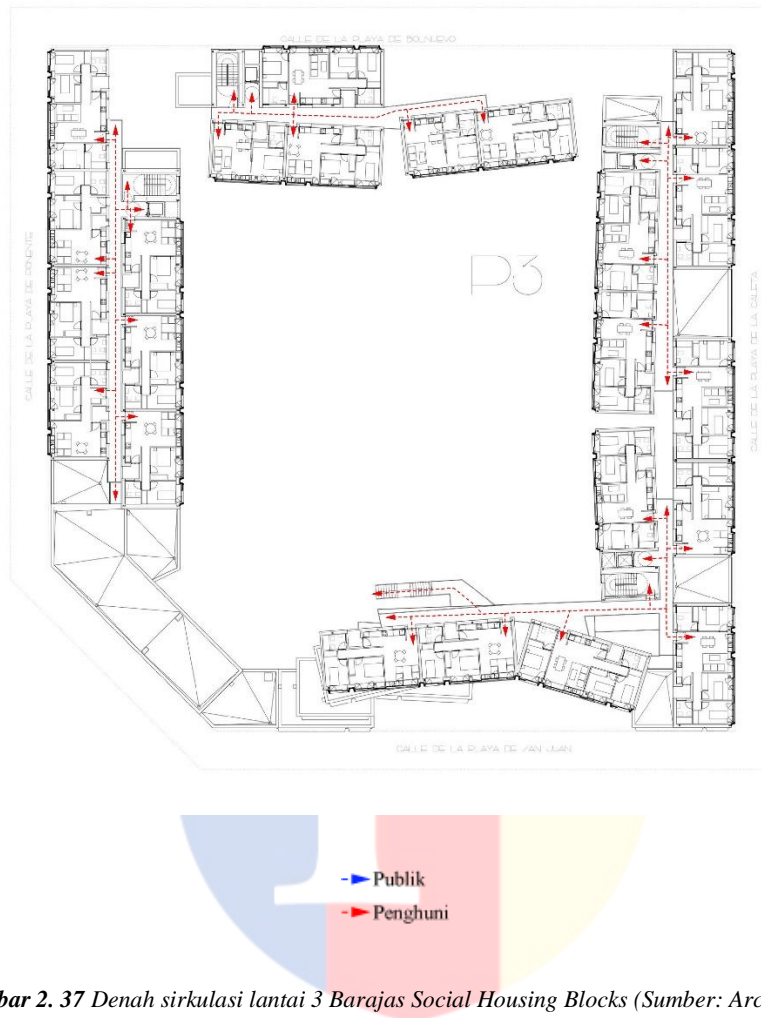 CALLE DE LA PLAYA DE BOLNUEVO
CALLE DE LA PLAYA DE PONENTE
P3
CALLE DE LA PLAYA DE LA CALETA
CALLE DE LA PLAYA DE SAN JUAN
Publik
Penghuni
bar 2. 37 Denah sirkulasi lantai 3 Barajas Social Housing Blocks (Sumber: Arc